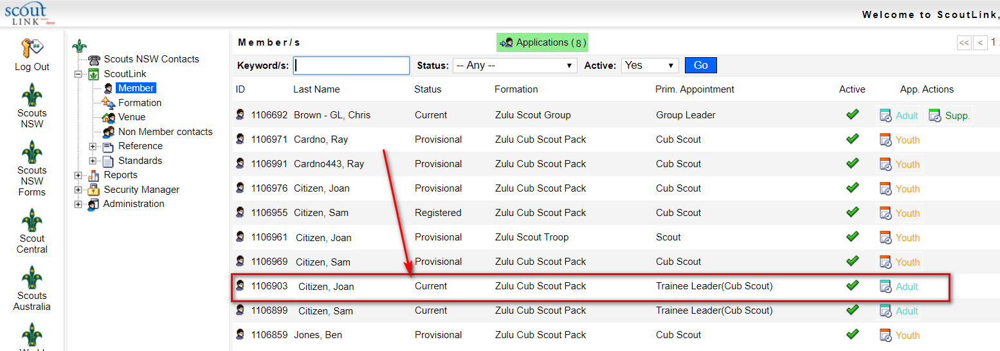 scout
LINK
Welcome to ScoutLink,
Log Out
Scouts
NSW
Scouts
NSW
Forms
Scout
Central
Scouts
Australia
Scouts NSW Contacts
ScoutLink
Member
Formation
Venue
Non Member contacts
Reference
Standards
Reports
Security Manager
Administration
Member/s
Applications ( 8 )
<< < 1
Keyword/s: Status: -- Any -- Active: Yes Go
ID Last Name Status Formation Prim. Appointment Active App. Actions
1106692 Brown - GL, Chris Current Zulu Scout Group Group Leader Adult Supp.
1106971 Cardno, Ray Provisional Zulu Cub Scout Pack Cub Scout Youth
1106991 Cardno443, Ray Provisional Zulu Cub Scout Pack Cub Scout Youth
1106976 Citizen, Joan Provisional Zulu Cub Scout Pack Cub Scout Youth
1106955 Citizen, Sam Registered Zulu Cub Scout Pack Cub Scout Youth
1106961 Citizen, Joan Provisional Zulu Scout Troop Scout Youth
1106969 Citizen, Sam Provisional Zulu Cub Scout Pack Cub Scout Youth
1106903 Citizen, Joan Current Zulu Cub Scout Pack Trainee Leader(Cub Scout) Adult
1106899 Citizen, Sam Current Zulu Cub Scout Pack Trainee Leader(Cub Scout) Adult
1106859 Jones, Ben Provisional Zulu Cub Scout Pack Cub Scout Youth